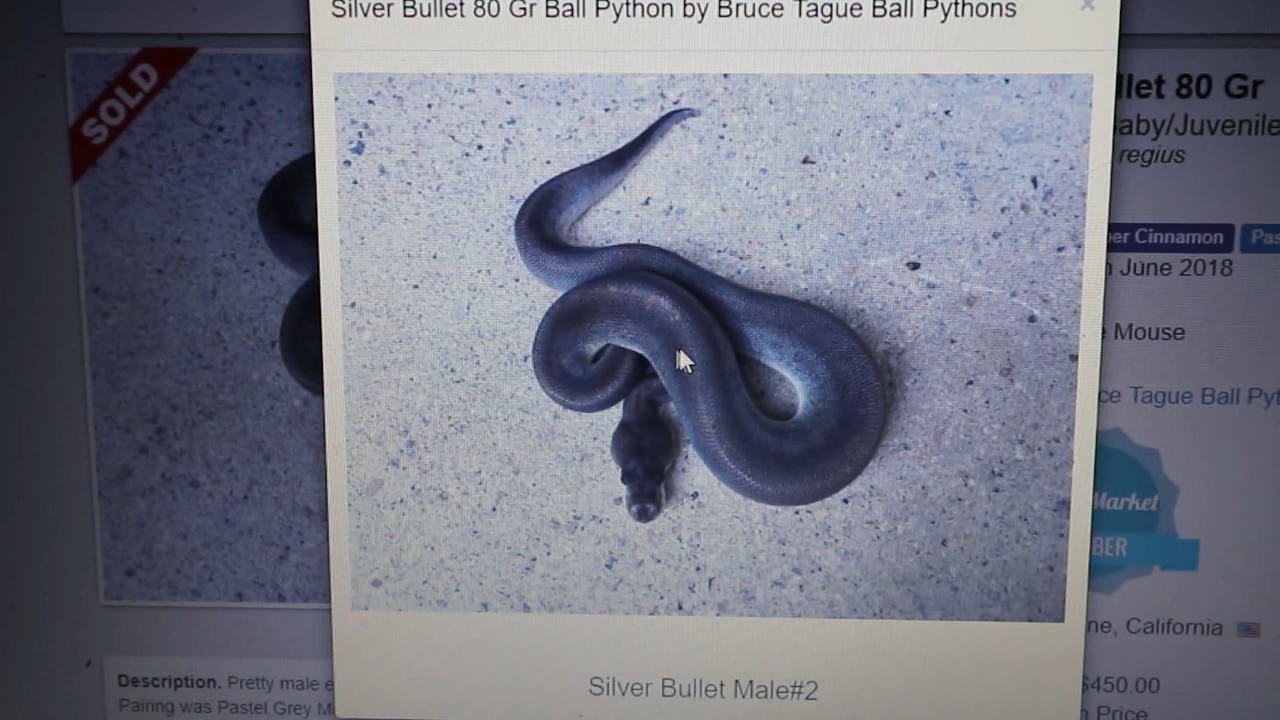 Silver Bullet 80 Gr Ball Python by Bruce Tague Ball Pythons
×
SOLD
llet 80 Gr
aby/Juvenile
regius
er Cinnamon
Pas
June 2018
Mouse
ce Tague Ball Pyt
Market
BER
ne, California
Description. Pretty male e
Pairing was Pastel Grey M
Silver Bullet Male#2
$450.00
Price